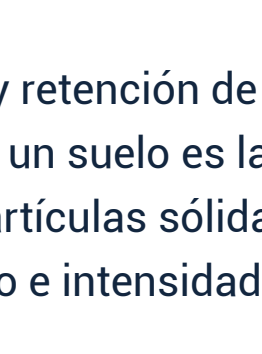 y retención de
un suelo es la
artículas sólida
o e intensidad